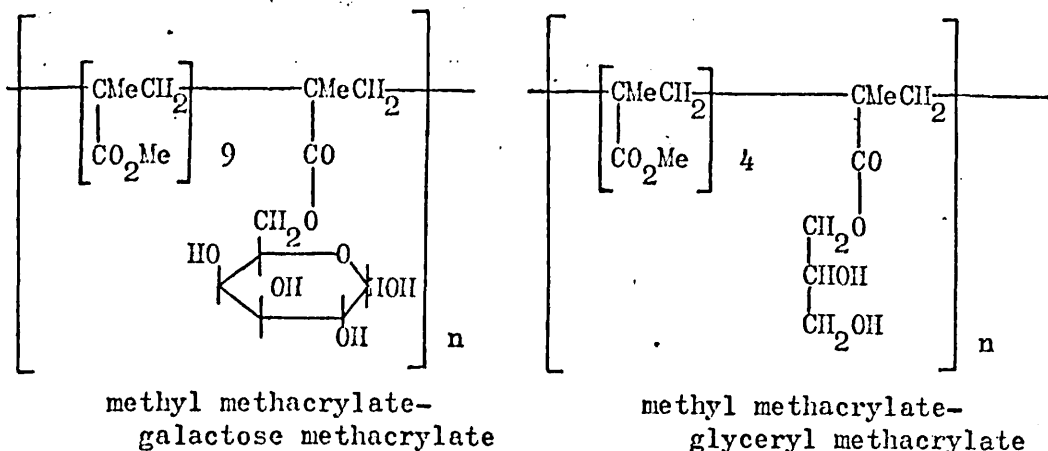 CMeCH2 CMeCH2
CO2Me 9 CO
CH2O
HO O
OH HOH
OH n
methyl methacrylate-
galactose methacrylate
CMeCH2 CMeCH2
CO2Me 4 CO
CH2O
CHOH
CH2OH
n
methyl methacrylate-
glyceryl methacrylate